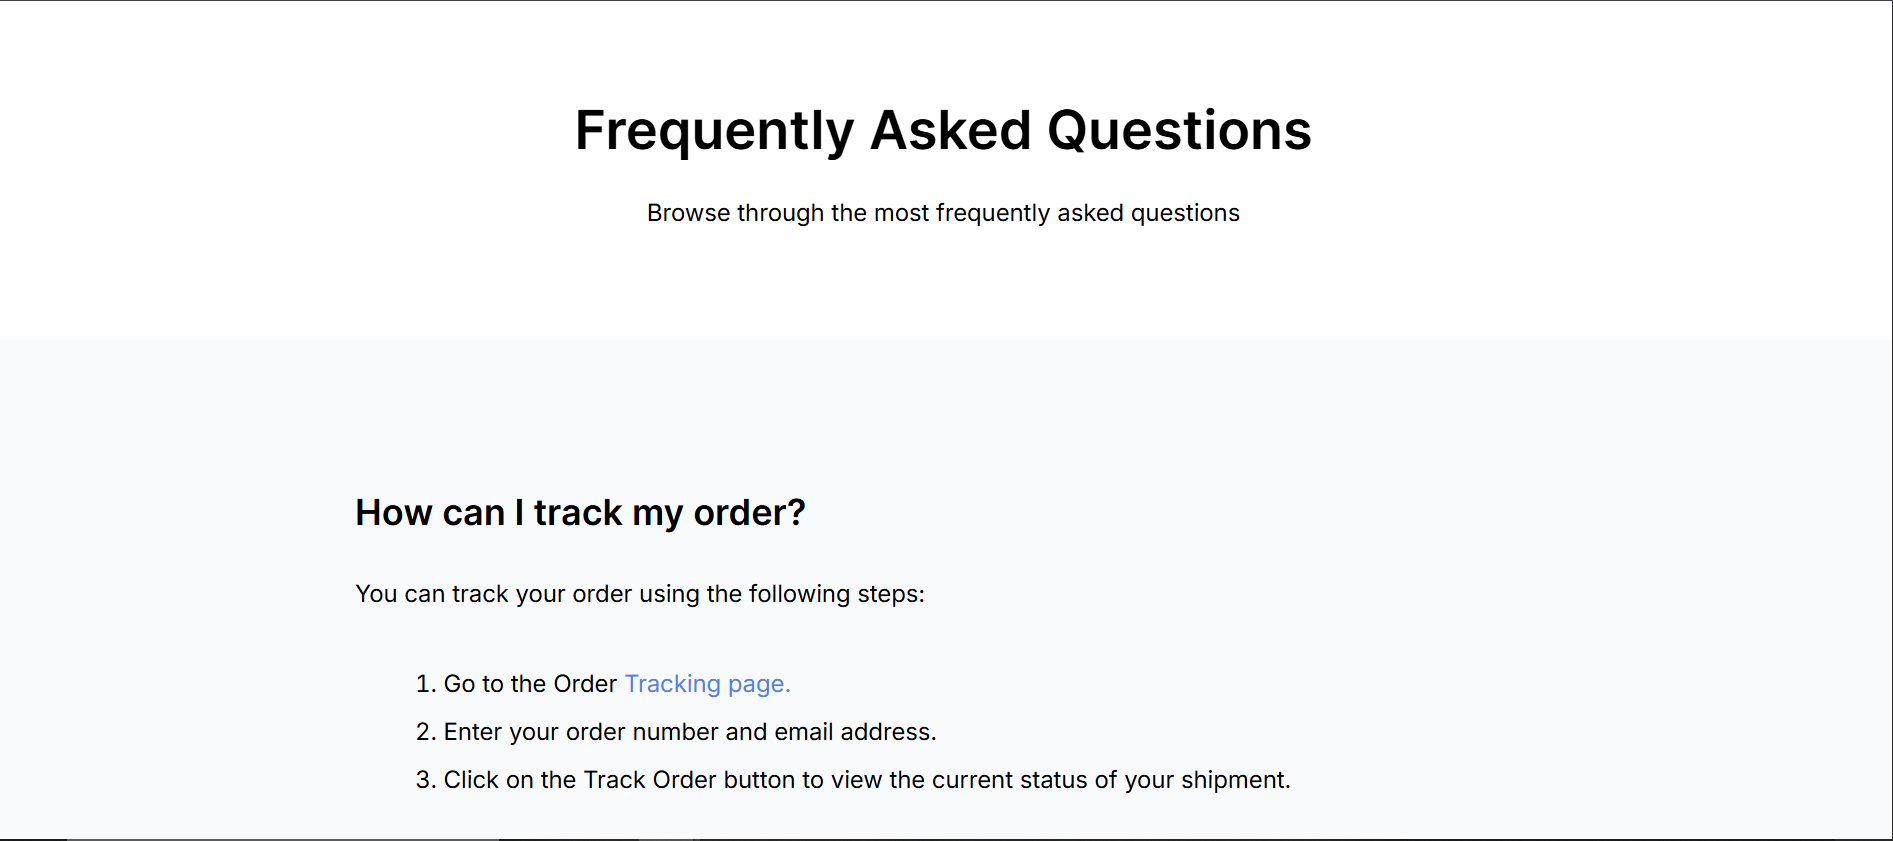 Frequently Asked Questions
Browse through the most frequently asked questions
How can I track my order?
You can track your order using the following steps:
1. Go to the Order Tracking page.
2. Enter your order number and email address.
3. Click on the Track Order button to view the current status of your shipment.